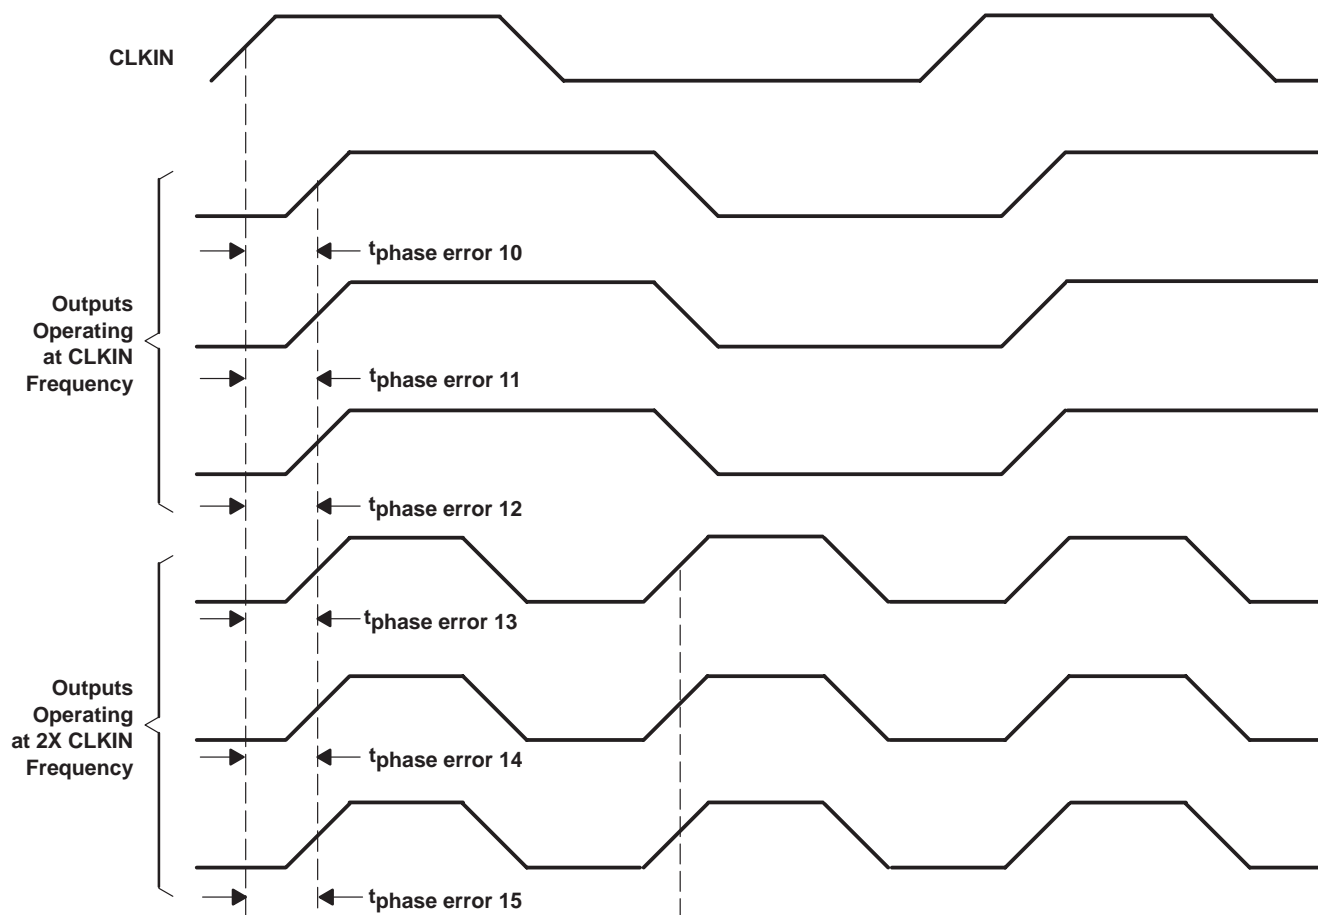 CLKIN
tphase error 10
Outputs
Operating
at CLKIN
Frequency
tphase error 11
tphase error 12
tphase error 13
Outputs
Operating
at 2X CLKIN
Frequency
tphase error 14
tphase error 15